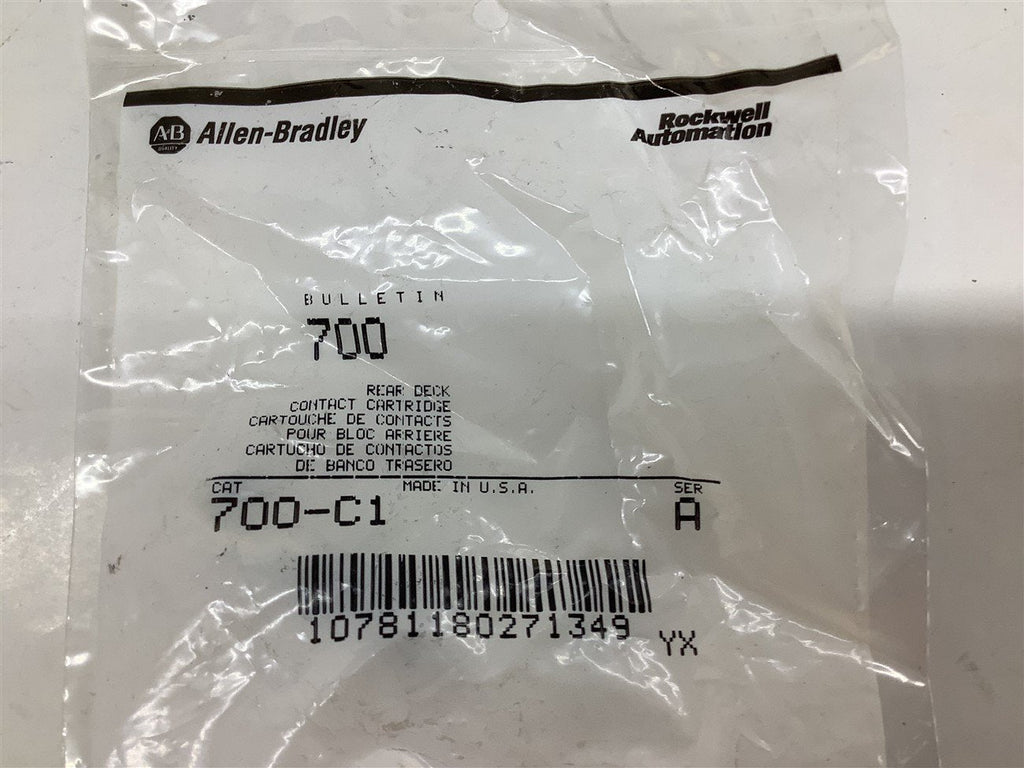 AB QUALITY Allen-Bradley
Rockwell Automation
BULLETIN
700
REAR DECK
CONTACT CARTRIDGE
CARTOUCHE DE CONTACTS
POUR BLOC ARRIERE
CARTUCHO DE CONTACTOS
DE BANCO TRASERO
CAT MADE IN U.S.A. SER
700-C1 A
10781180271349 YX